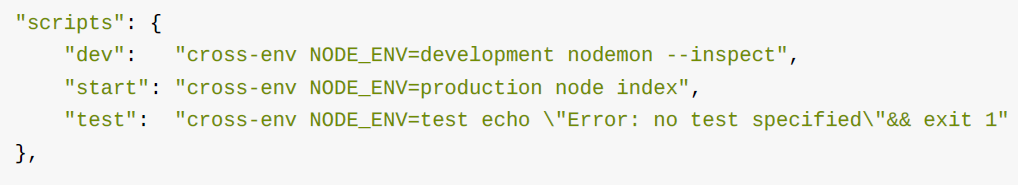 "scripts": {
    "dev":   "cross-env NODE_ENV=development nodemon --inspect",
    "start": "cross-env NODE_ENV=production node index",
    "test":  "cross-env NODE_ENV=test echo \"Error: no test specified\"&& exit 1"
},